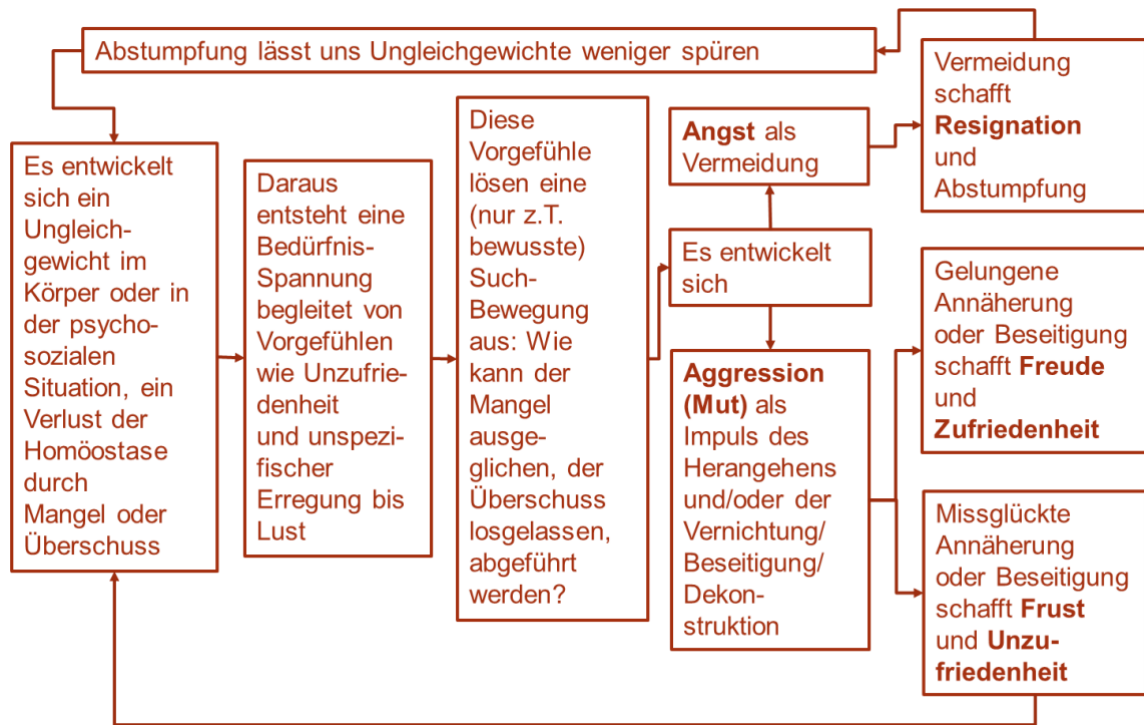 Abstumpfung lässt uns Ungleichgewichte weniger spüren
Es entwickelt
sich ein
Ungleich-
gewicht im
Körper oder in
der psycho-
sozialen
Situation, ein
Verlust der
Homöostase
durch
Mangel oder
Überschuss
Daraus
entsteht eine
Bedürfnis-
Spannung
begleitet von
Vorgefühlen
wie Unzufrie-
denheit
und unspezi-
fischer
Erregung bis
Lust
Diese
Vorgefühle
lösen eine
(nur z.T.
bewusste)
Such-
Bewegung
aus: Wie
kann der
Mangel
ausge-
glichen, der
Überschuss
losgelassen,
abgeführt
werden?
Es entwickelt
sich
Angst als
Vermeidung
Vermeidung
schafft
Resignation
und
Abstumpfung
Aggression
(Mut) als
Impuls des
Herangehens
und/oder der
Vernichtung/
Beseitigung/
Dekon-
struktion
Gelungene
Annäherung
oder Beseitigung
schafft Freude
und
Zufriedenheit
Missglückte
Annäherung
oder Beseitigung
schafft Frust
und Unzu-
friedenheit